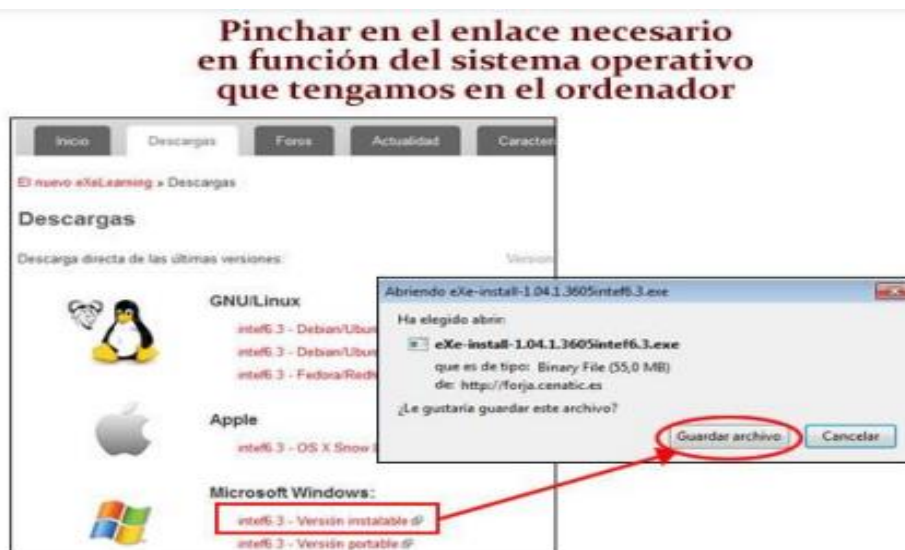 Pinchar en el enlace necesario
en función del sistema operativo
que tengamos en el ordenador
Inicio Descargas Foros Actualidad Caracter
El nuevo eXeLearning » Descargas
Descargas
Descarga directa de las últimas versiones: Version
GNU/Linux
intef6.3 - Debian/Ubun
intef6.3 - Debian/Ubun
intef6.3 - Fedora/RedH
Apple
intef6.3 - OS X Snow
Microsoft Windows:
intef6.3 - Versión instalable
intef6.3 - Versión portable
Abriendo eXe-install-1.04.1.3605intef6.3.exe
Ha elegido abrir:
eXe-install-1.04.1.3605intef6.3.exe
que es de tipo: Binary File (55,0 MB)
de: http://forja.cenatic.es
¿Le gustaría guardar este archivo?
Guardar archivo Cancelar